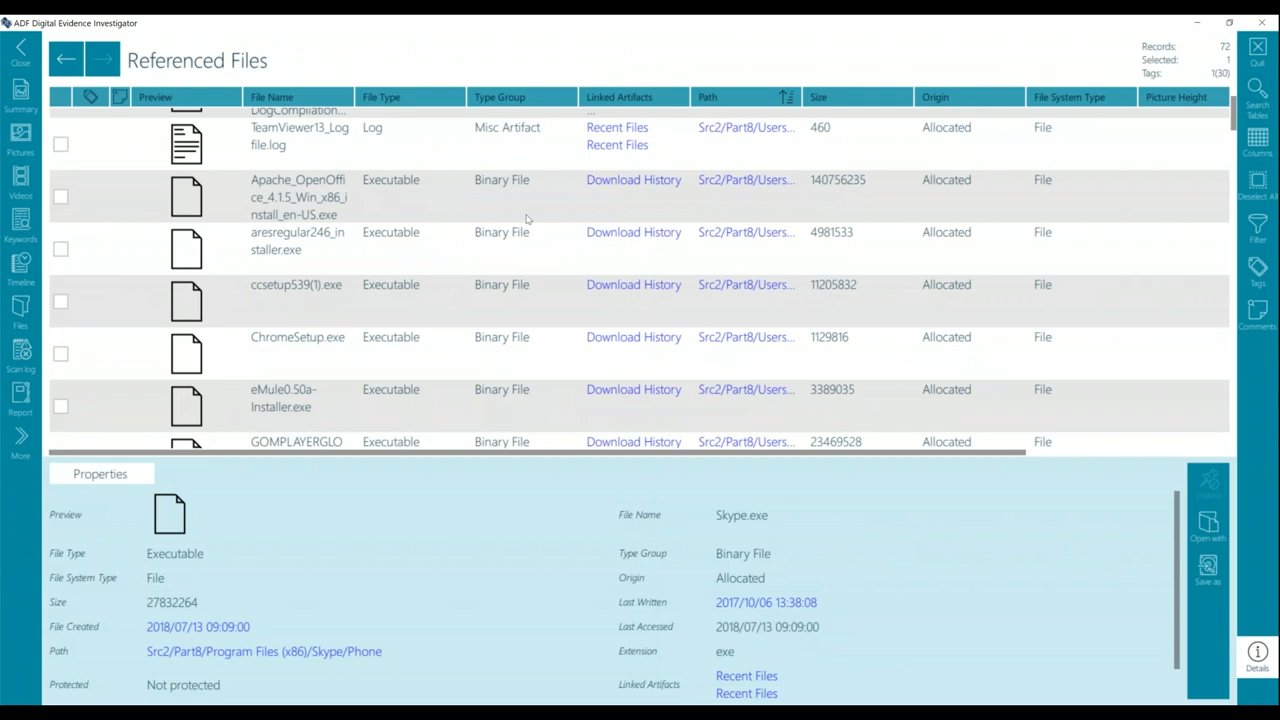 ADF Digital Evidence Investigator
Close
Summary
Pictures
Videos
Keywords
Timeline
Files
Scan log
Report
More
Referenced Files
Records: 72
Selected: 1
Tags: 1(30)
Preview File Name File Type Type Group Linked Artifacts Path Size Origin File System Type Picture Height
DogCompilation... ...
TeamViewer13_Log Log Misc Artifact Recent Files Src2/Part8/Users... 460 Allocated File
file.log Recent Files
Apache_OpenOffi Executable Binary File Download History Src2/Part8/Users... 140756235 Allocated File
ce_4.1.5_Win_x86_i
nstall_en-US.exe
aresregular246_in Executable Binary File Download History Src2/Part8/Users... 4981533 Allocated File
staller.exe
ccsetup539(1).exe Executable Binary File Download History Src2/Part8/Users... 11205832 Allocated File
ChromeSetup.exe Executable Binary File Download History Src2/Part8/Users... 1129816 Allocated File
eMule0.50a- Executable Binary File Download History Src2/Part8/Users... 3389035 Allocated File
Installer.exe
GOMPLAYERGLO Executable Binary File Download History Src2/Part8/Users... 23469528 Allocated File
Properties
Preview File Name Skype.exe
File Type Executable Type Group Binary File
File System Type File Origin Allocated
Size 27832264 Last Written 2017/10/06 13:38:08
File Created 2018/07/13 09:09:00 Last Accessed 2018/07/13 09:09:00
Path Src2/Part8/Program Files (x86)/Skype/Phone Extension exe
Protected Not protected Linked Artifacts Recent Files
Recent Files
Open with
Save as
Quit
Search
Tables
Columns
Deselect All
Filter
Tags
Comments
Details